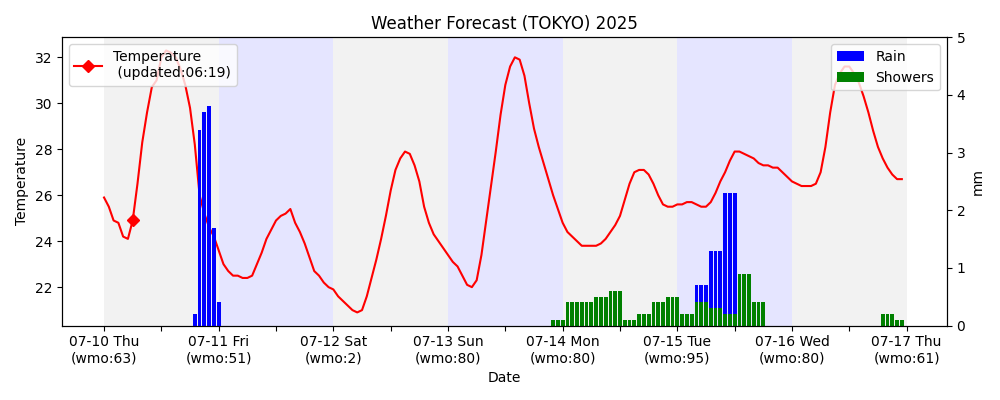 Weather Forecast (TOKYO) 2025
Temperature
(updated:06:19)
Rain
Showers
Temperature
32
30
28
26
24
22
5
4
3
2
1
0
mm
07-10 Thu
(wmo:63)
07-11 Fri
(wmo:51)
07-12 Sat
(wmo:2)
07-13 Sun
(wmo:80)
07-14 Mon
(wmo:80)
07-15 Tue
(wmo:95)
07-16 Wed
(wmo:80)
07-17 Thu
(wmo:61)
Date